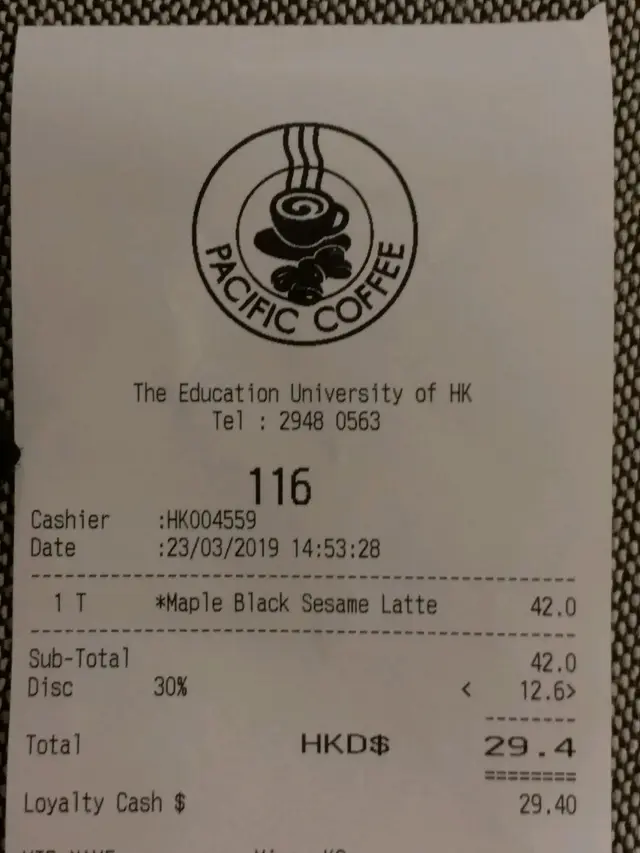 PACIFIC COFFEE
The Education University of HK
Tel : 2948 0563
116
Cashier :HK004559
Date :23/03/2019 14:53:28
1 T *Maple Black Sesame Latte 42.0
Sub-Total 42.0
Disc 30% < 12.6>
Total HKD$ 29.4
Loyalty Cash $ 29.40